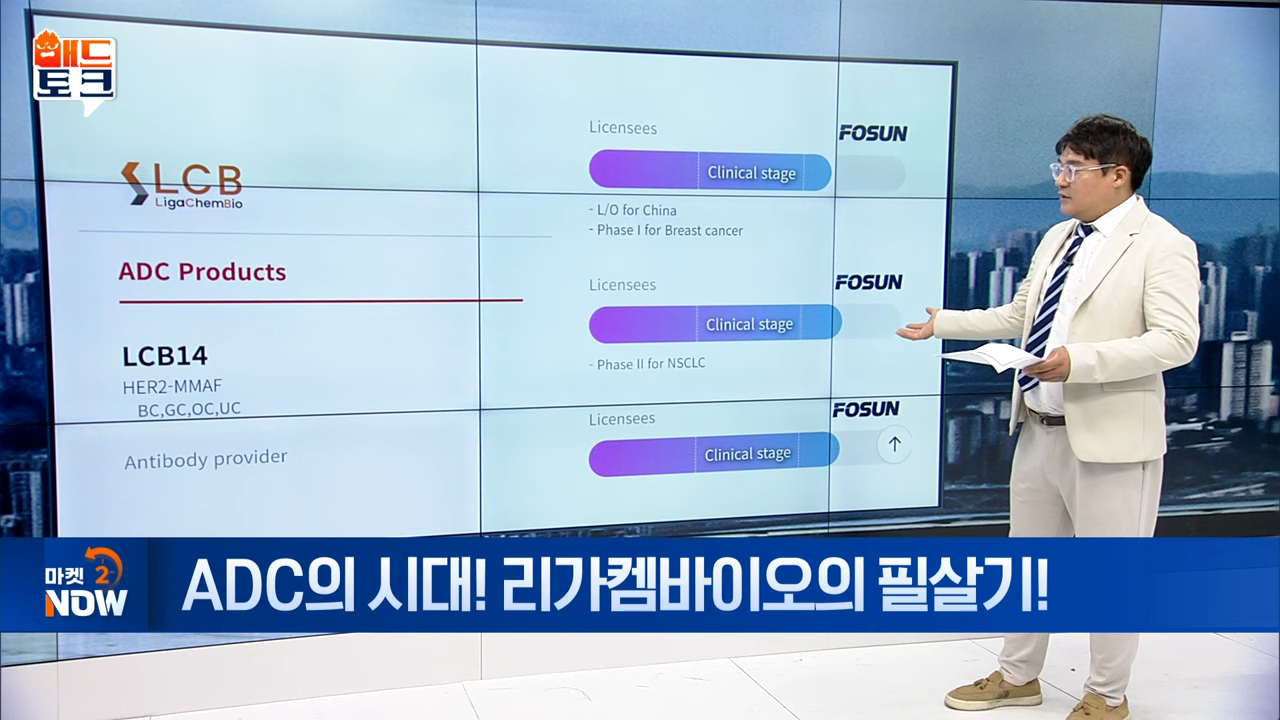 배드
토크
LCB
LigaChemBio
ADC Products
LCB14
HER2-MMAF
BC,GC,OC,UC
Antibody provider
Licensees
FOSUN
Clinical stage
- L/O for China
- Phase I for Breast cancer
Licensees
FOSUN
Clinical stage
- Phase II for NSCLC
Licensees
FOSUN
Clinical stage
마켓 2
NOW
ADC의 시대! 리가켐바이오의 필살기!